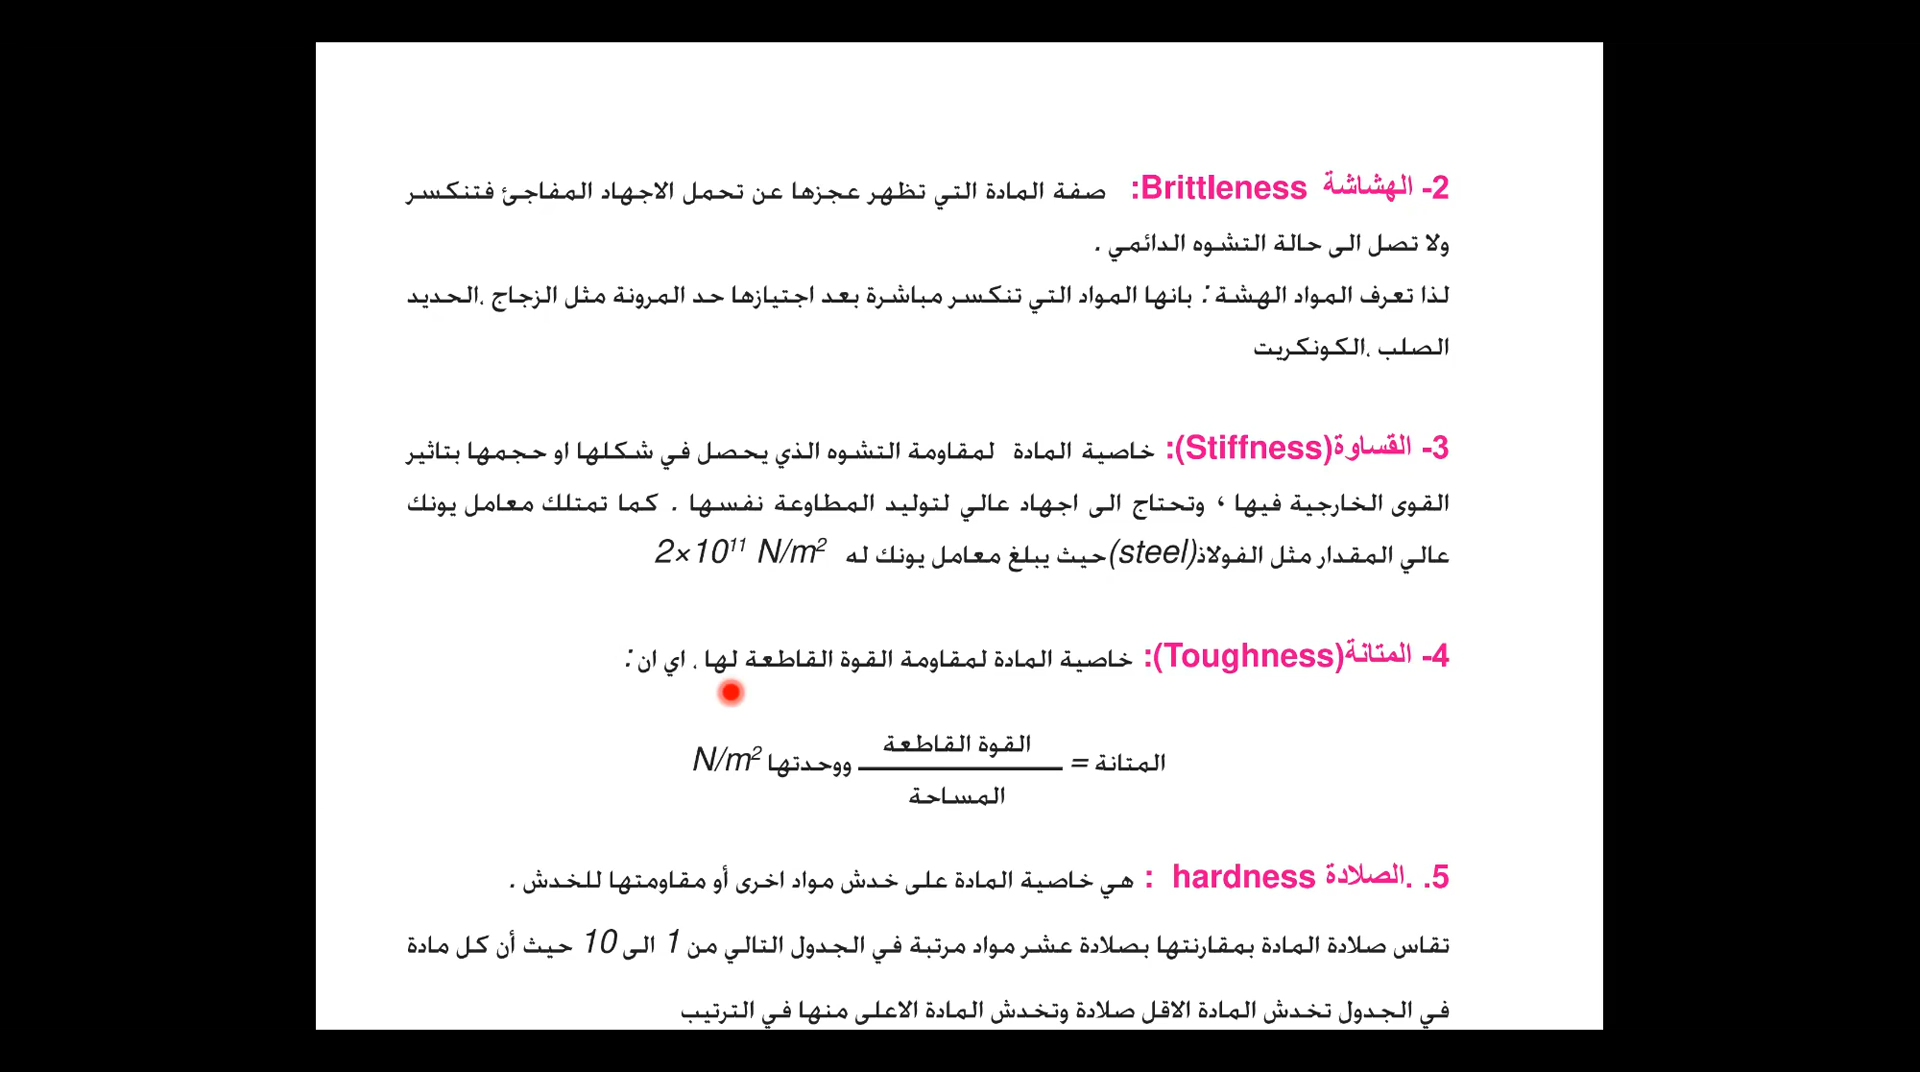 2- الهشاشة Brittleness: صفة المادة التي تظهر عجزها عن تحمل الاجهاد المفاجئ فتنكسر
ولا تصل الى حالة التشوه الدائمي .
لذا تعرف المواد الهشة : بانها المواد التي تنكسر مباشرة بعد اجتيازها حد المرونة مثل الزجاج ,الحديد
الصلب ,الكونكريت
3- القساوة(Stiffness): خاصية المادة لمقاومة التشوه الذي يحصل في شكلها او حجمها بتاثير
القوى الخارجية فيها ، وتحتاج الى اجهاد عالي لتوليد المطاوعة نفسها . كما تمتلك معامل يونك
عالي المقدار مثل الفولاذ(steel)حيث يبلغ معامل يونك له 2×10¹¹ N/m²
4- المتانة(Toughness): خاصية المادة لمقاومة القوة القاطعة لها , اي ان :
القوة القاطعة
المتانة = ووحدتها N/m²
المساحة
5. .الصلادة hardness : هي خاصية المادة على خدش مواد اخرى أو مقاومتها للخدش .
تقاس صلادة المادة بمقارنتها بصلادة عشر مواد مرتبة في الجدول التالي من 1 الى 10 حيث أن كل مادة
في الجدول تخدش المادة الاقل صلادة وتخدش المادة الاعلى منها في الترتيب